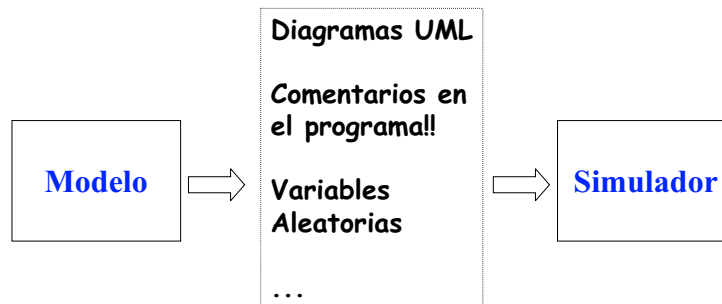 Modelo
Diagramas UML
Comentarios en
el programa!!
Variables
Aleatorias
...
Simulador